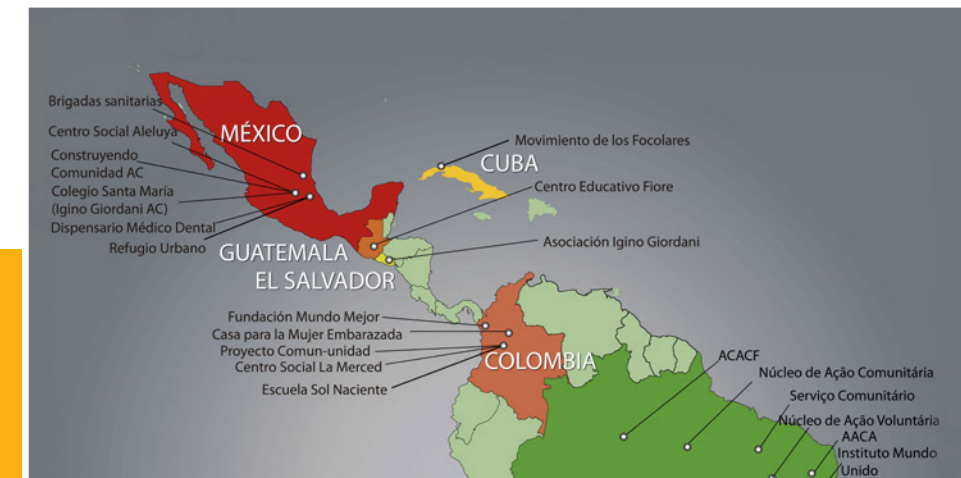 Brigadas sanitarias
Centro Social Aleluya
Construyendo
Comunidad AC
Colegio Santa María
(Igino Giordani AC)
Dispensario Médico Dental
Refugio Urbano
MÉXICO
Movimiento de los Focolares
CUBA
Centro Educativo Fiore
Asociación Igino Giordani
GUATEMALA
EL SALVADOR
Fundación Mundo Mejor
Casa para la Mujer Embarazada
Proyecto Comun-unidad
Centro Social La Merced
Escuela Sol Naciente
COLOMBIA
ACACF
Núcleo de Ação Comunitária
Serviço Comunitário
Núcleo de Ação Voluntária
AACA
Instituto Mundo
Unido